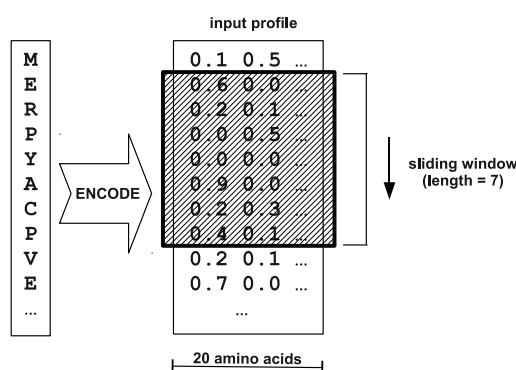 input profile
M 0.1 0.5 ...
E 0.6 0.0 ...
R 0.2 0.1 ...
P 0.0 0.5 ...
Y 0.0 0.0 ...
A 0.9 0.0 ...
C 0.2 0.3 ...
P 0.4 0.1 ...
V 0.2 0.1 ...
E 0.7 0.0 ...
... ...
ENCODE
sliding window
(length = 7)
20 amino acids